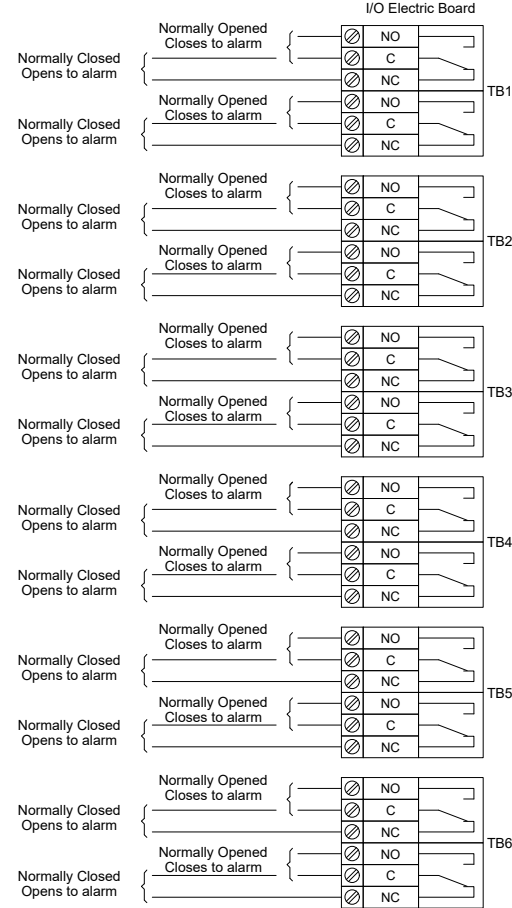 I/O Electric Board
Normally Opened
Closes to alarm
NO
Normally Closed
Opens to alarm
C
NC
TB1
Normally Opened
Closes to alarm
NO
Normally Closed
Opens to alarm
C
NC
Normally Opened
Closes to alarm
NO
Normally Closed
Opens to alarm
C
NC
TB2
Normally Opened
Closes to alarm
NO
Normally Closed
Opens to alarm
C
NC
Normally Opened
Closes to alarm
NO
Normally Closed
Opens to alarm
C
NC
TB3
Normally Opened
Closes to alarm
NO
Normally Closed
Opens to alarm
C
NC
Normally Opened
Closes to alarm
NO
Normally Closed
Opens to alarm
C
NC
TB4
Normally Opened
Closes to alarm
NO
Normally Closed
Opens to alarm
C
NC
Normally Opened
Closes to alarm
NO
Normally Closed
Opens to alarm
C
NC
TB5
Normally Opened
Closes to alarm
NO
Normally Closed
Opens to alarm
C
NC
Normally Opened
Closes to alarm
NO
Normally Closed
Opens to alarm
C
NC
TB6
Normally Opened
Closes to alarm
NO
Normally Closed
Opens to alarm
C
NC